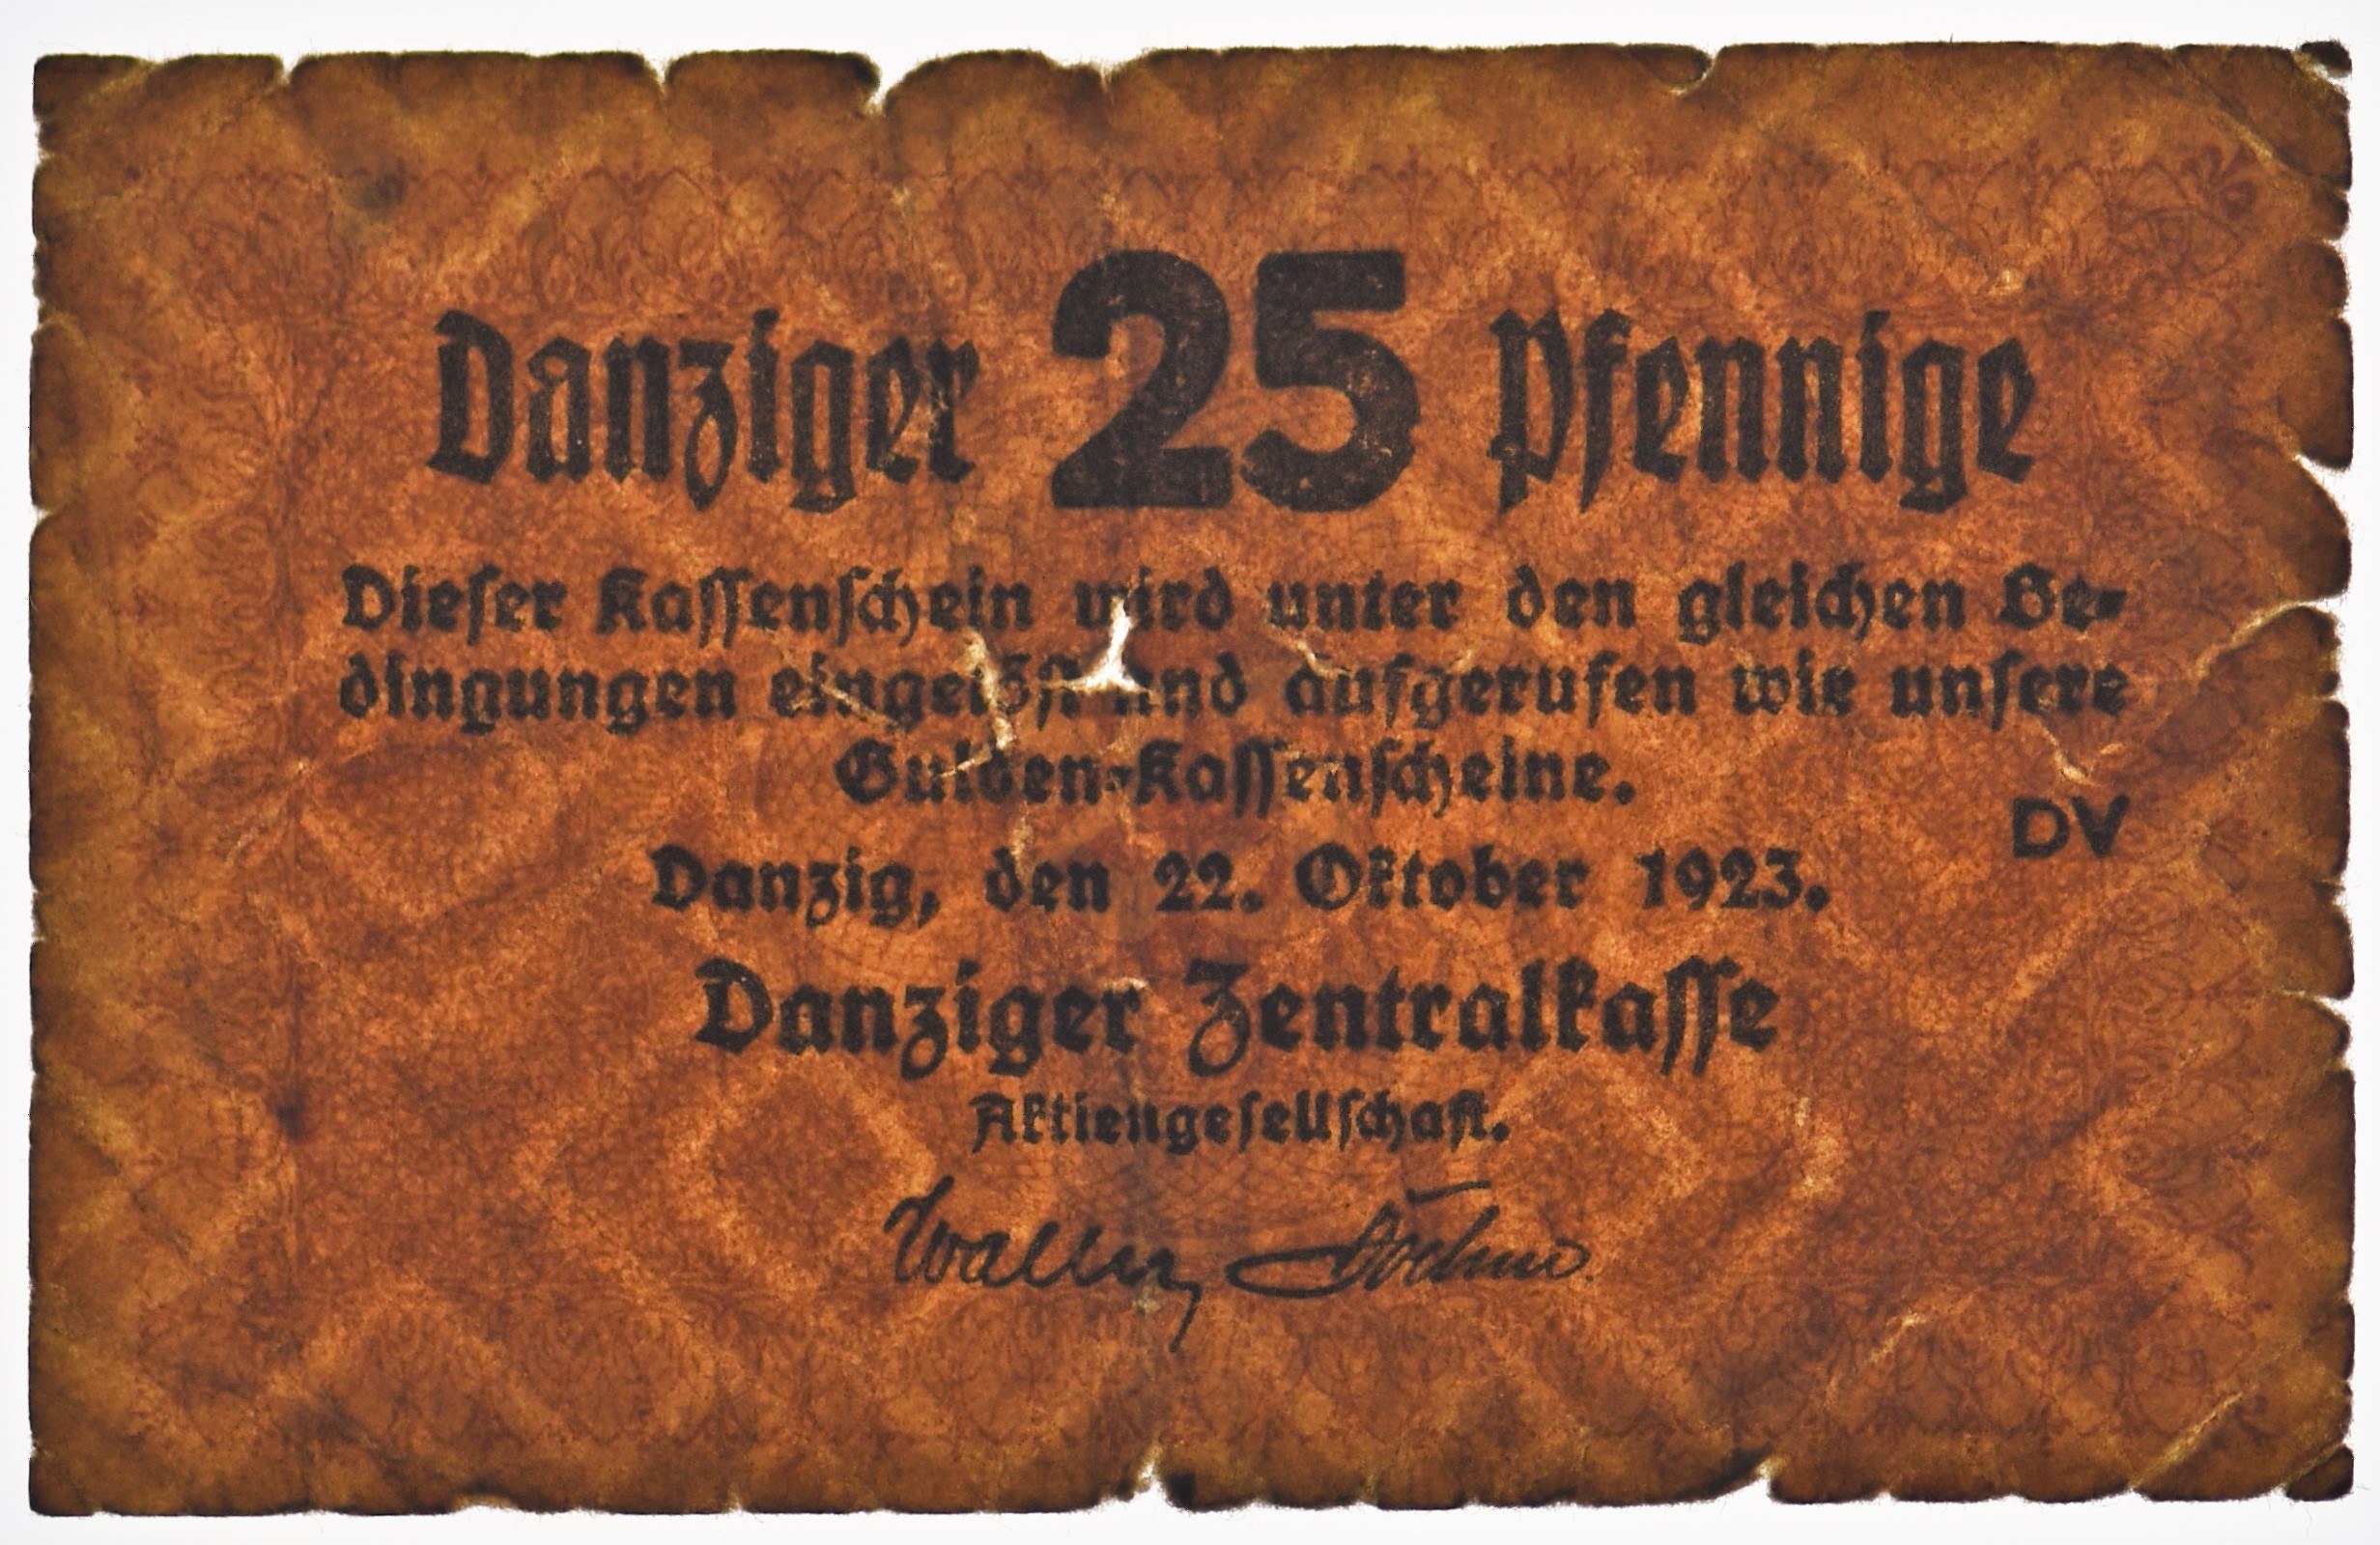 Danziger 25 Pfennige
Dieser Kassenschein wird unter den gleichen Be-
dingungen eingelöst und aufgerufen wie unsere
Gulden-Kassenscheine.
DV
Danzig, den 22. Oktober 1923.
Danziger Zentralkasse
Aktiengesellschaft.